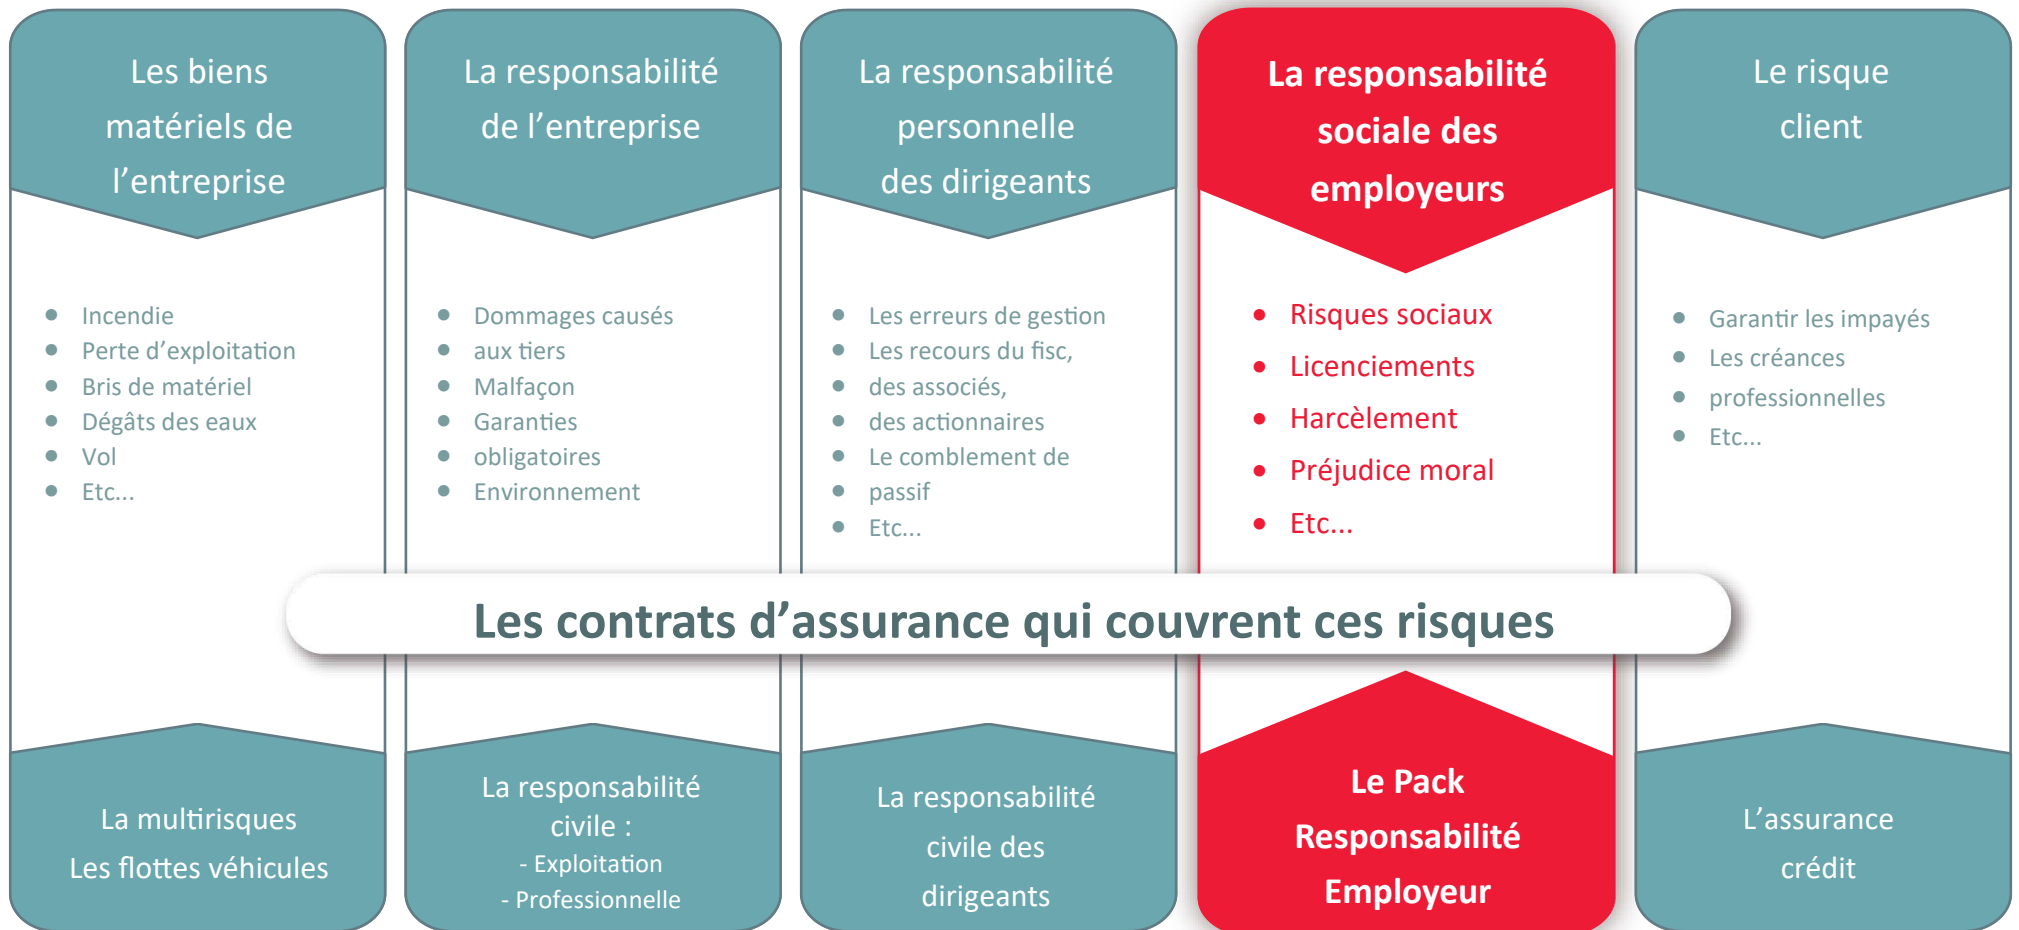 Les biens
matériels de
l’entreprise
La responsabilité
de l’entreprise
La responsabilité
personnelle
des dirigeants
La responsabilité
sociale des
employeurs
Le risque
client
• Incendie
• Perte d’exploitation
• Bris de matériel
• Dégâts des eaux
• Vol
• Etc...
• Dommages causés
• aux tiers
• Malfaçon
• Garanties
• obligatoires
• Environnement
• Les erreurs de gestion
• Les recours du fisc,
• des associés,
• des actionnaires
• Le comblement de
• passif
• Etc...
• Risques sociaux
• Licenciements
• Harcèlement
• Préjudice moral
• Etc...
• Garantir les impayés
• Les créances
• professionnelles
• Etc...
Les contrats d’assurance qui couvrent ces risques
La multirisques
Les flottes véhicules
La responsabilité
civile :
- Exploitation
- Professionnelle
La responsabilité
civile des
dirigeants
Le Pack
Responsabilité
Employeur
L’assurance
crédit